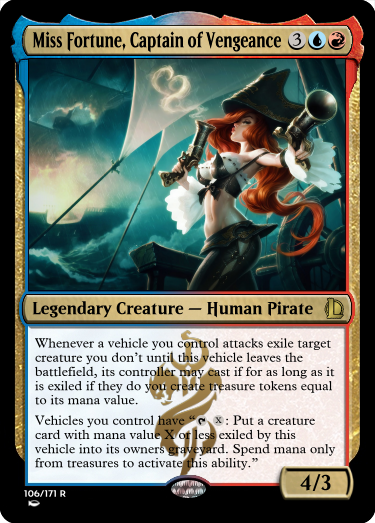 Miss Fortune, Captain of Vengeance 3
Legendary Creature — Human Pirate
Whenever a vehicle you control attacks exile target
creature you don't until this vehicle leaves the
battlefield, its controller may cast if for as long as it
is exiled if they do you create treasure tokens equal
to its mana value.
Vehicles you control have “ X: Put a creature
card with mana value X or less exiled by this
vehicle into its owners graveyard. Spend mana only
from treasures to activate this ability.”
4/3
106/171 R